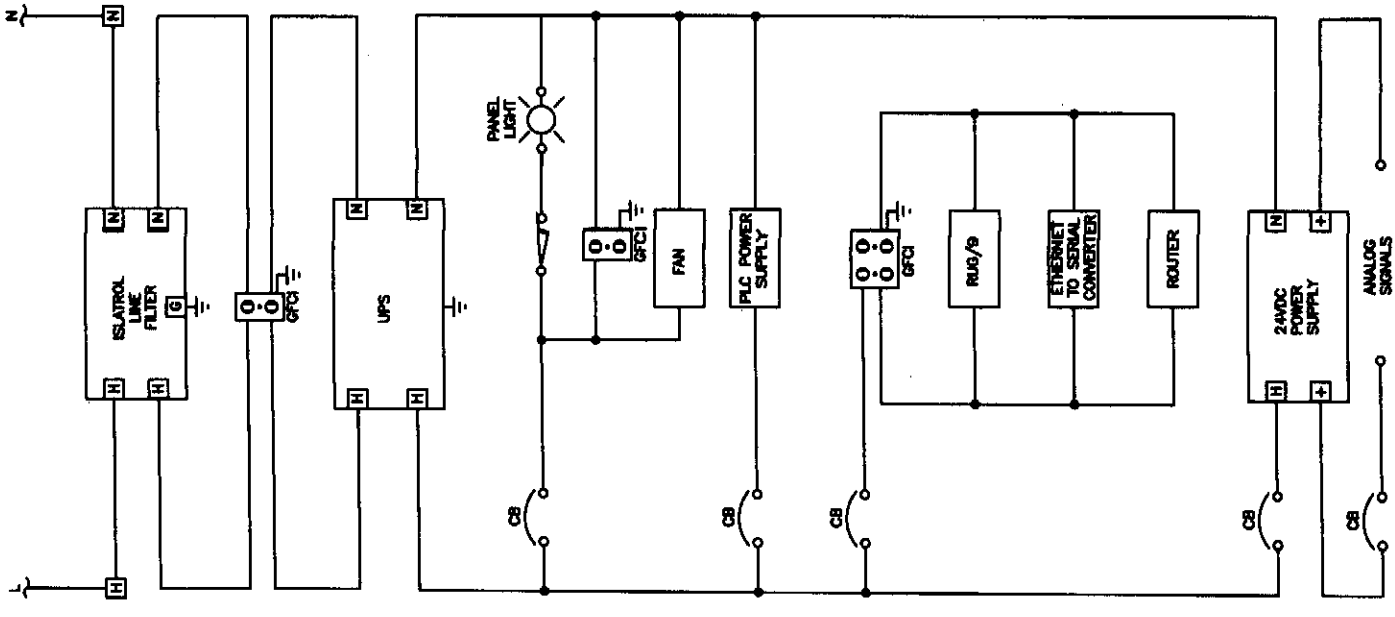 L
N
H
N
H
N
ISLATROL
LINE
FILTER
G
H
N
GFCI
H
N
UPS
H
N
CB
PANEL
LIGHT
GFCI
FAN
CB
PLC POWER
SUPPLY
CB
GFCI
RUG/9
ETHERNET
TO SERIAL
CONVERTER
ROUTER
CB
H
N
24VDC
POWER
SUPPLY
+
+
CB
ANALOG
SIGNALS